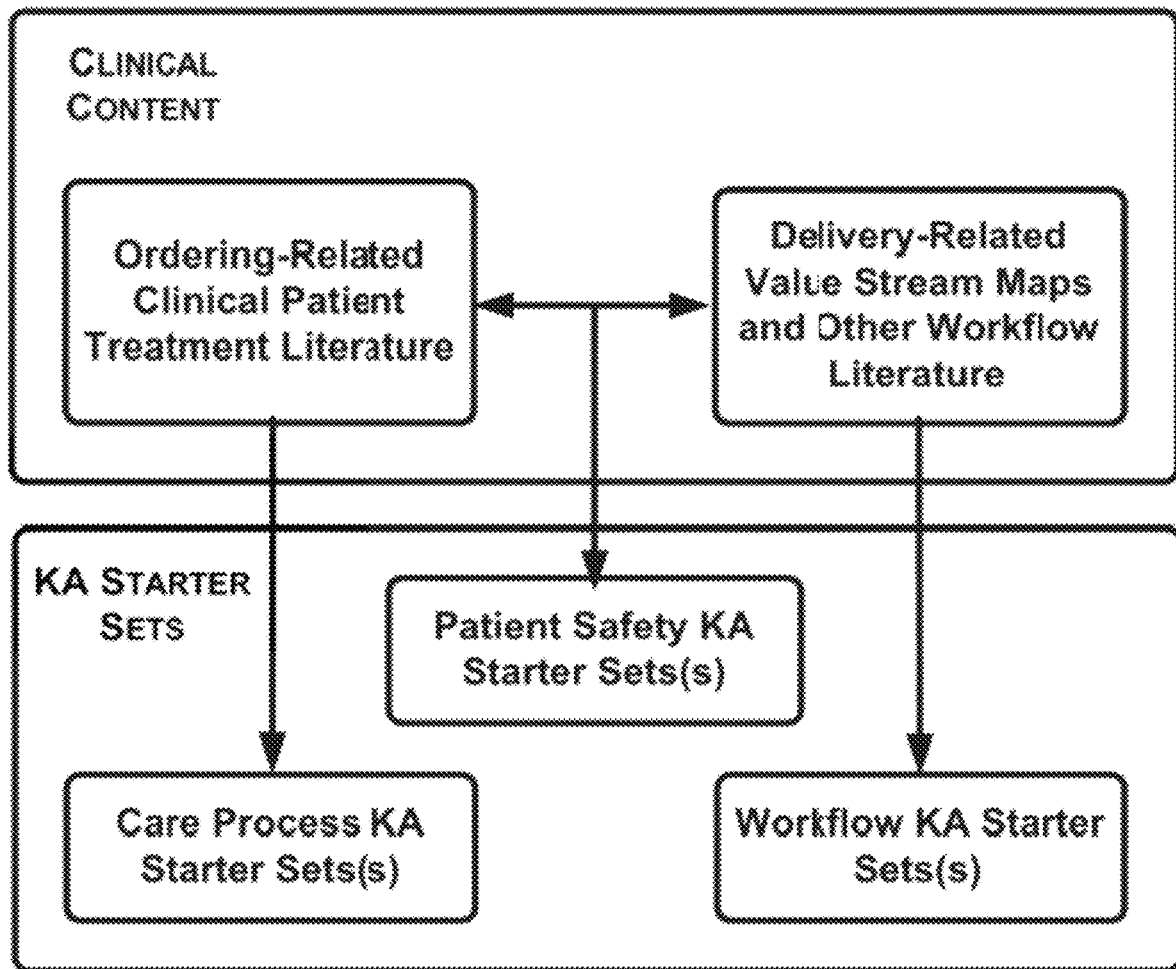 CLINICAL
CONTENT
Ordering-Related
Clinical Patient
Treatment Literature
Delivery-Related
Value Stream Maps
and Other Workflow
Literature
KA STARTER
SETS
Patient Safety KA
Starter Sets(s)
Care Process KA
Starter Sets(s)
Workflow KA Starter
Sets(s)